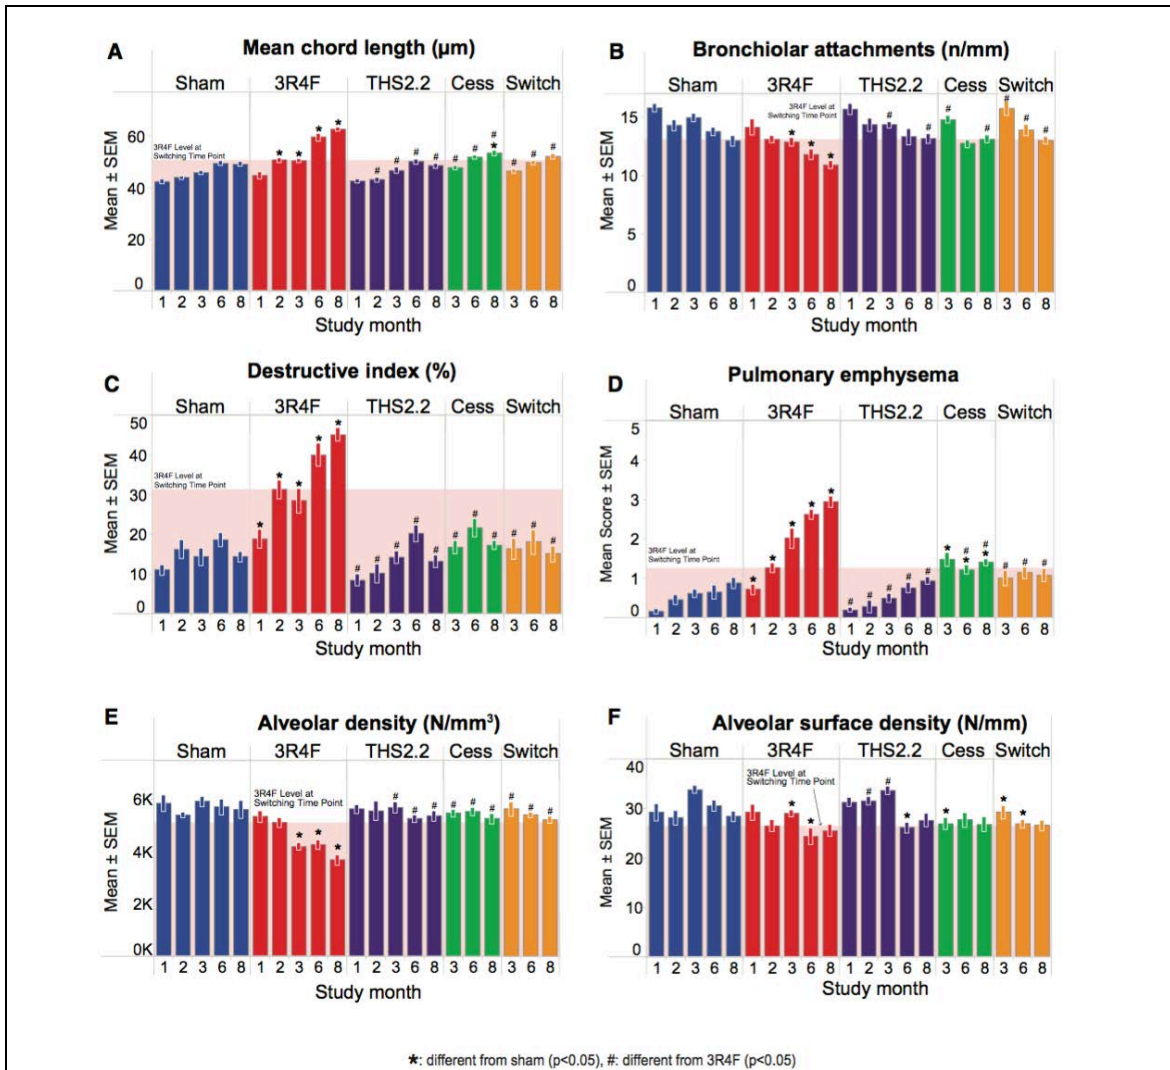 A Mean chord length (µm)
Sham 3R4F THS2.2 Cess Switch
Mean ± SEM
60
40
20
0
3R4F Level at
Switching Time Point
* * * * # # # # # # # * # # #
1 2 3 6 8 1 2 3 6 8 1 2 3 6 8 3 6 8 3 6 8
Study month
B Bronchiolar attachments (n/mm)
Sham 3R4F THS2.2 Cess Switch
Mean ± SEM
15
10
5
0
3R4F Level at
Switching Time Point
* * * # # # # # # #
1 2 3 6 8 1 2 3 6 8 1 2 3 6 8 3 6 8 3 6 8
Study month
C Destructive index (%)
Sham 3R4F THS2.2 Cess Switch
Mean ± SEM
50
40
30
20
10
0
3R4F Level at
Switching Time Point
* * * * * # # # # # # # # # # #
1 2 3 6 8 1 2 3 6 8 1 2 3 6 8 3 6 8 3 6 8
Study month
D Pulmonary emphysema
Sham 3R4F THS2.2 Cess Switch
Mean Score ± SEM
5
4
3
2
1
0
3R4F Level at
Switching Time Point
* * * * * # # # # # * # * # * # # #
1 2 3 6 8 1 2 3 6 8 1 2 3 6 8 3 6 8 3 6 8
Study month
E Alveolar density (N/mm³)
Sham 3R4F THS2.2 Cess Switch
Mean ± SEM
6K
4K
2K
0K
3R4F Level at
Switching Time Point
* * * # # # # # # # # #
1 2 3 6 8 1 2 3 6 8 1 2 3 6 8 3 6 8 3 6 8
Study month
F Alveolar surface density (N/mm)
Sham 3R4F THS2.2 Cess Switch
Mean ± SEM
40
30
20
10
0
3R4F Level at
Switching Time Point
* * # # * * * *
1 2 3 6 8 1 2 3 6 8 1 2 3 6 8 3 6 8 3 6 8
Study month
*: different from sham (p<0.05), #: different from 3R4F (p<0.05)